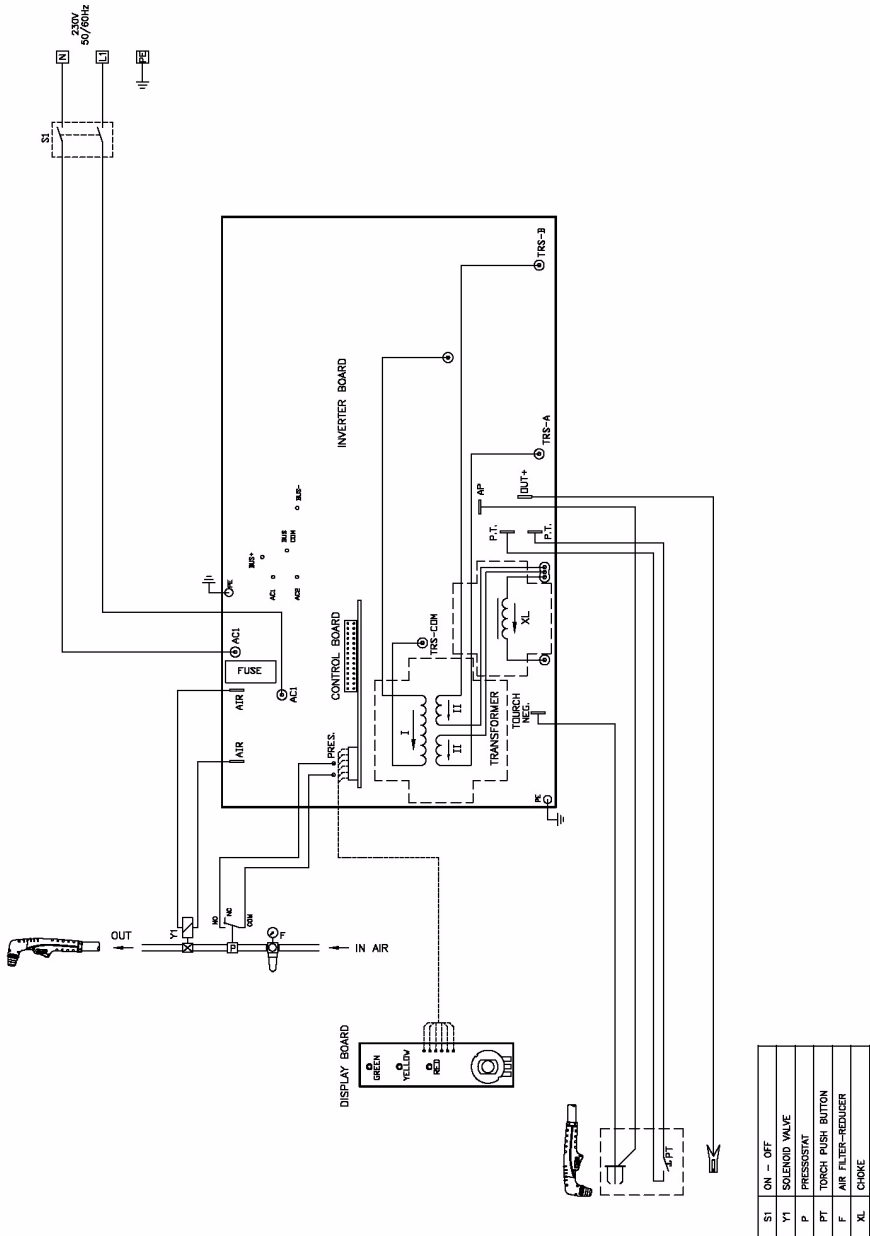 230V
50/60Hz
N
L1
PE
S1
INVERTER BOARD
TRS-B
TRS-A
BUS+
BUS
COM
BUS-
AC1
AC2
PE
AC1
FUSE
AC1
AIR
AIR
CONTROL BOARD
PRES.
TRS-COM
I
II
II
TRANSFORMER
XL
TOURCH
NEG.
AP
OUT+
P.T.
P.T.
PE
OUT
Y1
NO
NC
COM
P
F
IN AIR
DISPLAY BOARD
GREEN
YELLOW
RED
PT
S1 ON - OFF
Y1 SOLENOID VALVE
P PRESSOSTAT
PT TORCH PUSH BUTTON
F AIR FILTER-REDUCER
XL CHOKE